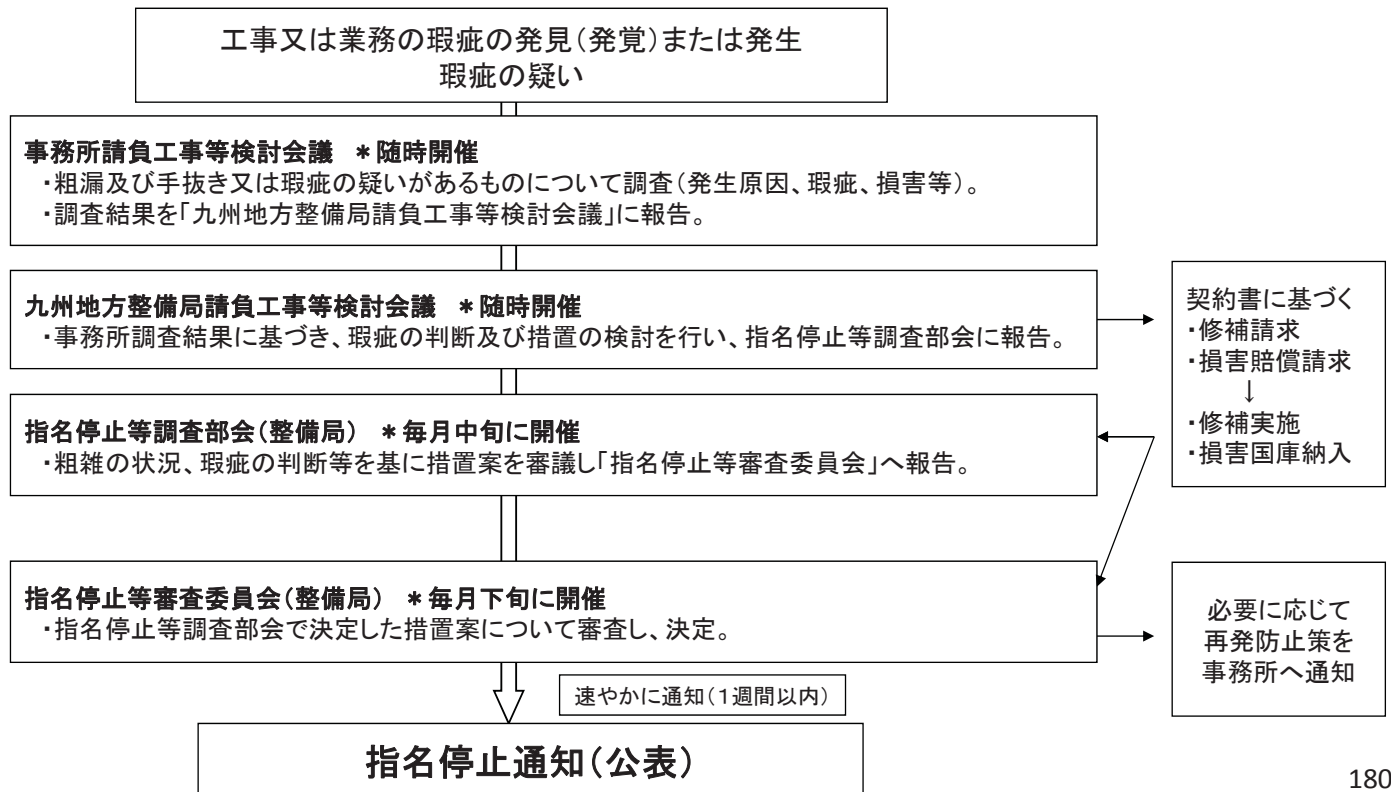 工事又は業務の瑕疵の発見（発覚）または発生
瑕疵の疑い
事務所請負工事等検討会議　＊随時開催
・粗漏及び手抜き又は瑕疵の疑いがあるものについて調査（発生原因、瑕疵、損害等）。
・調査結果を「九州地方整備局請負工事等検討会議」に報告。
九州地方整備局請負工事等検討会議　＊随時開催
・事務所調査結果に基づき、瑕疵の判断及び措置の検討を行い、指名停止等調査部会に報告。
契約書に基づく
・修補請求
・損害賠償請求
↓
・修補実施
・損害国庫納入
指名停止等調査部会（整備局）　＊毎月中旬に開催
・粗雑の状況、瑕疵の判断等を基に措置案を審議し「指名停止等審査委員会」へ報告。
指名停止等審査委員会（整備局）　＊毎月下旬に開催
・指名停止等調査部会で決定した措置案について審査し、決定。
必要に応じて
再発防止策を
事務所へ通知
速やかに通知（１週間以内）
指名停止通知（公表）
180